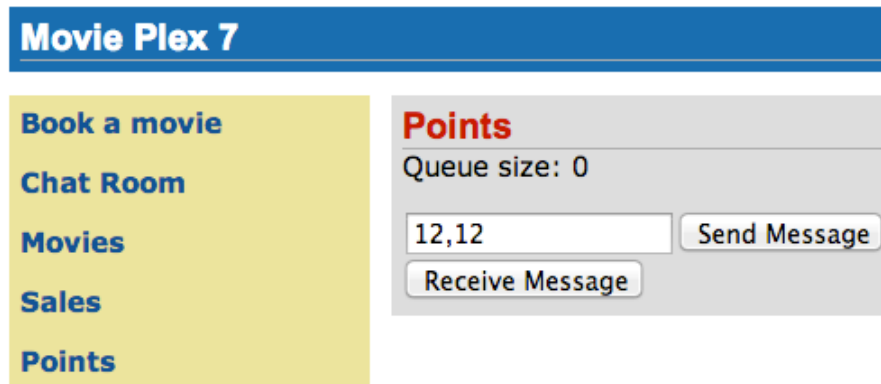 Movie Plex 7
Book a movie
Chat Room
Movies
Sales
Points
Points
Queue size: 0
12,12 Send Message
Receive Message